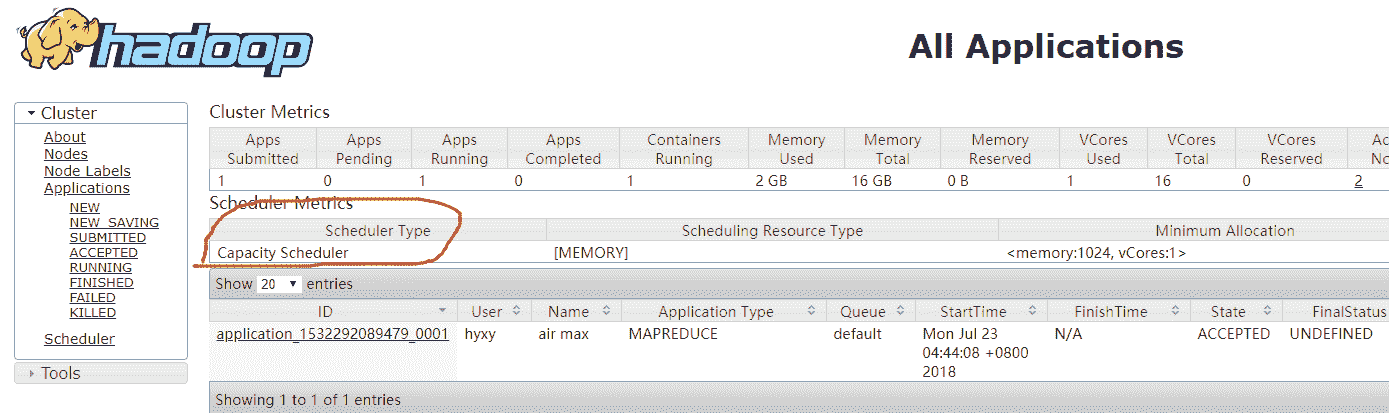 hadoop
All Applications
Cluster
About
Nodes
Node Labels
Applications
NEW
NEW_SAVING
SUBMITTED
ACCEPTED
RUNNING
FINISHED
FAILED
KILLED
Scheduler
Tools
Cluster Metrics
Apps Submitted Apps Pending Apps Running Apps Completed Containers Running Memory Used Memory Total Memory Reserved VCores Used VCores Total VCores Reserved
1 0 1 0 1 2 GB 16 GB 0 B 1 16 0 2
Scheduler Metrics
Scheduler Type Scheduling Resource Type Minimum Allocation
Capacity Scheduler [MEMORY] <memory:1024, vCores:1>
Show 20 entries
ID User Name Application Type Queue StartTime FinishTime State FinalStatus
application_1532292089479_0001 hyxy air max MAPREDUCE default Mon Jul 23 N/A ACCEPTED UNDEFINED
04:44:08 +0800
2018
Showing 1 to 1 of 1 entries